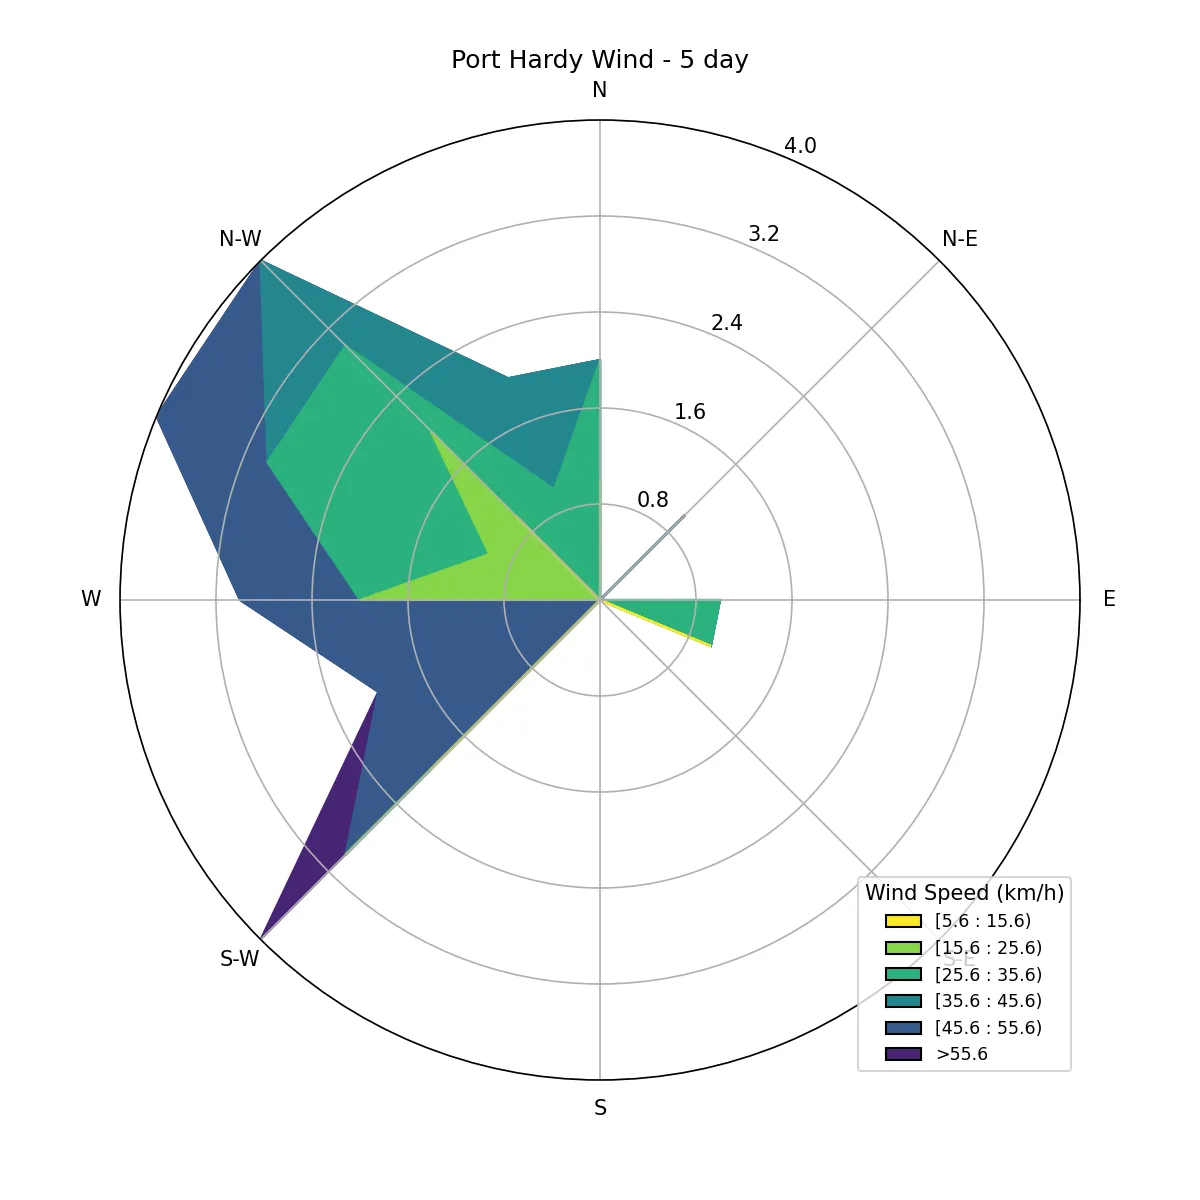 Port Hardy Wind - 5 day
N
4.0
3.2
N-W
N-E
2.4
1.6
0.8
W
E
S-W
S-E
Wind Speed (km/h)
[5.6 : 15.6)
[15.6 : 25.6)
[25.6 : 35.6)
[35.6 : 45.6)
[45.6 : 55.6)
>55.6
S